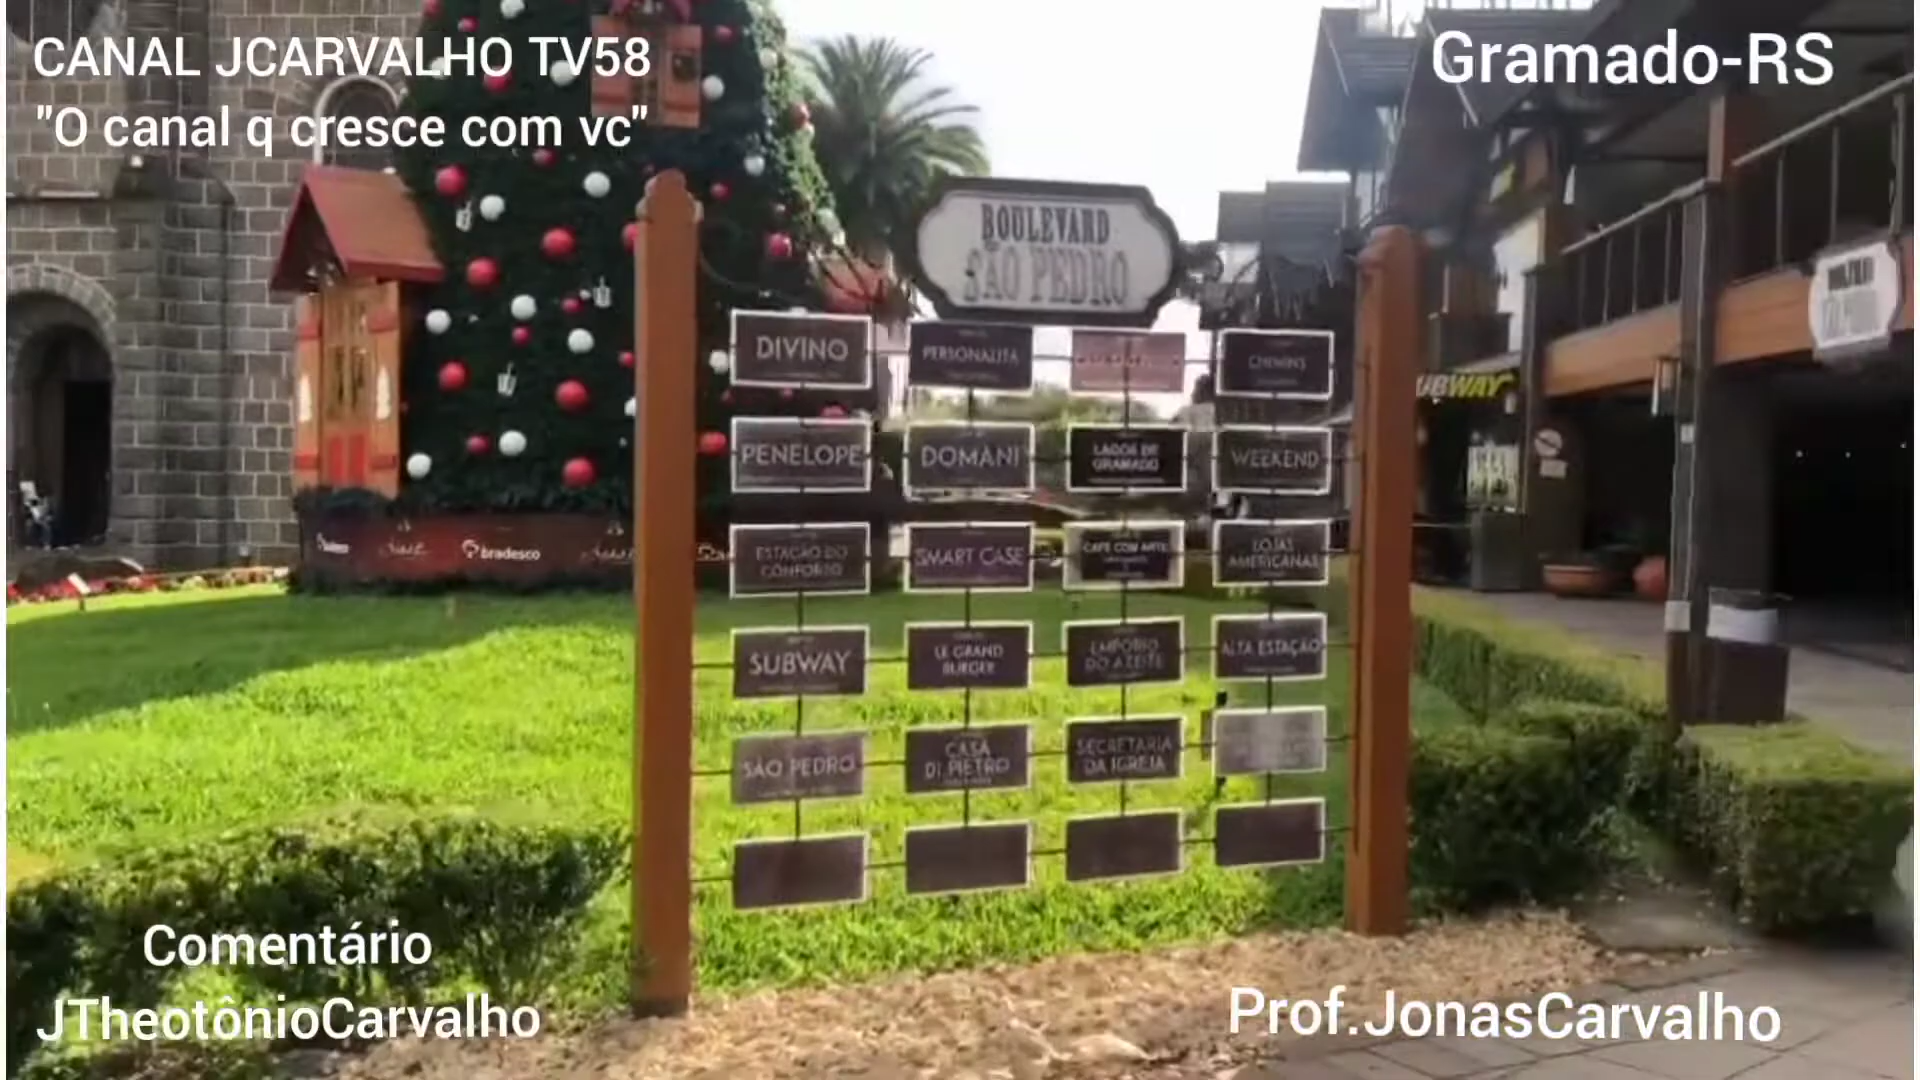 CANAL JCARVALHO TV58
"O canal q cresce com vc"
Gramado-RS
BOULEVARD
SÃO PEDRO
DIVINO
PERSONALITÁ
CHEMINS
PENELOPE
DOMANI
LAGOS DE
GRAMADO
WEEKEND
ESTAÇÃO DO
CONFORTO
SMART CASE
CAFÉ COM ARTE
LOJAS
AMERICANAS
SUBWAY
LE GRAND
BURGER
EMPÓRIO
DO AZEITE
ALTA ESTAÇÃO
SÃO PEDRO
CASA
DI PIETRO
SECRETARIA
DA IGREJA
bradesco
UBWAY
Comentário
JTheotônioCarvalho
Prof.JonasCarvalho